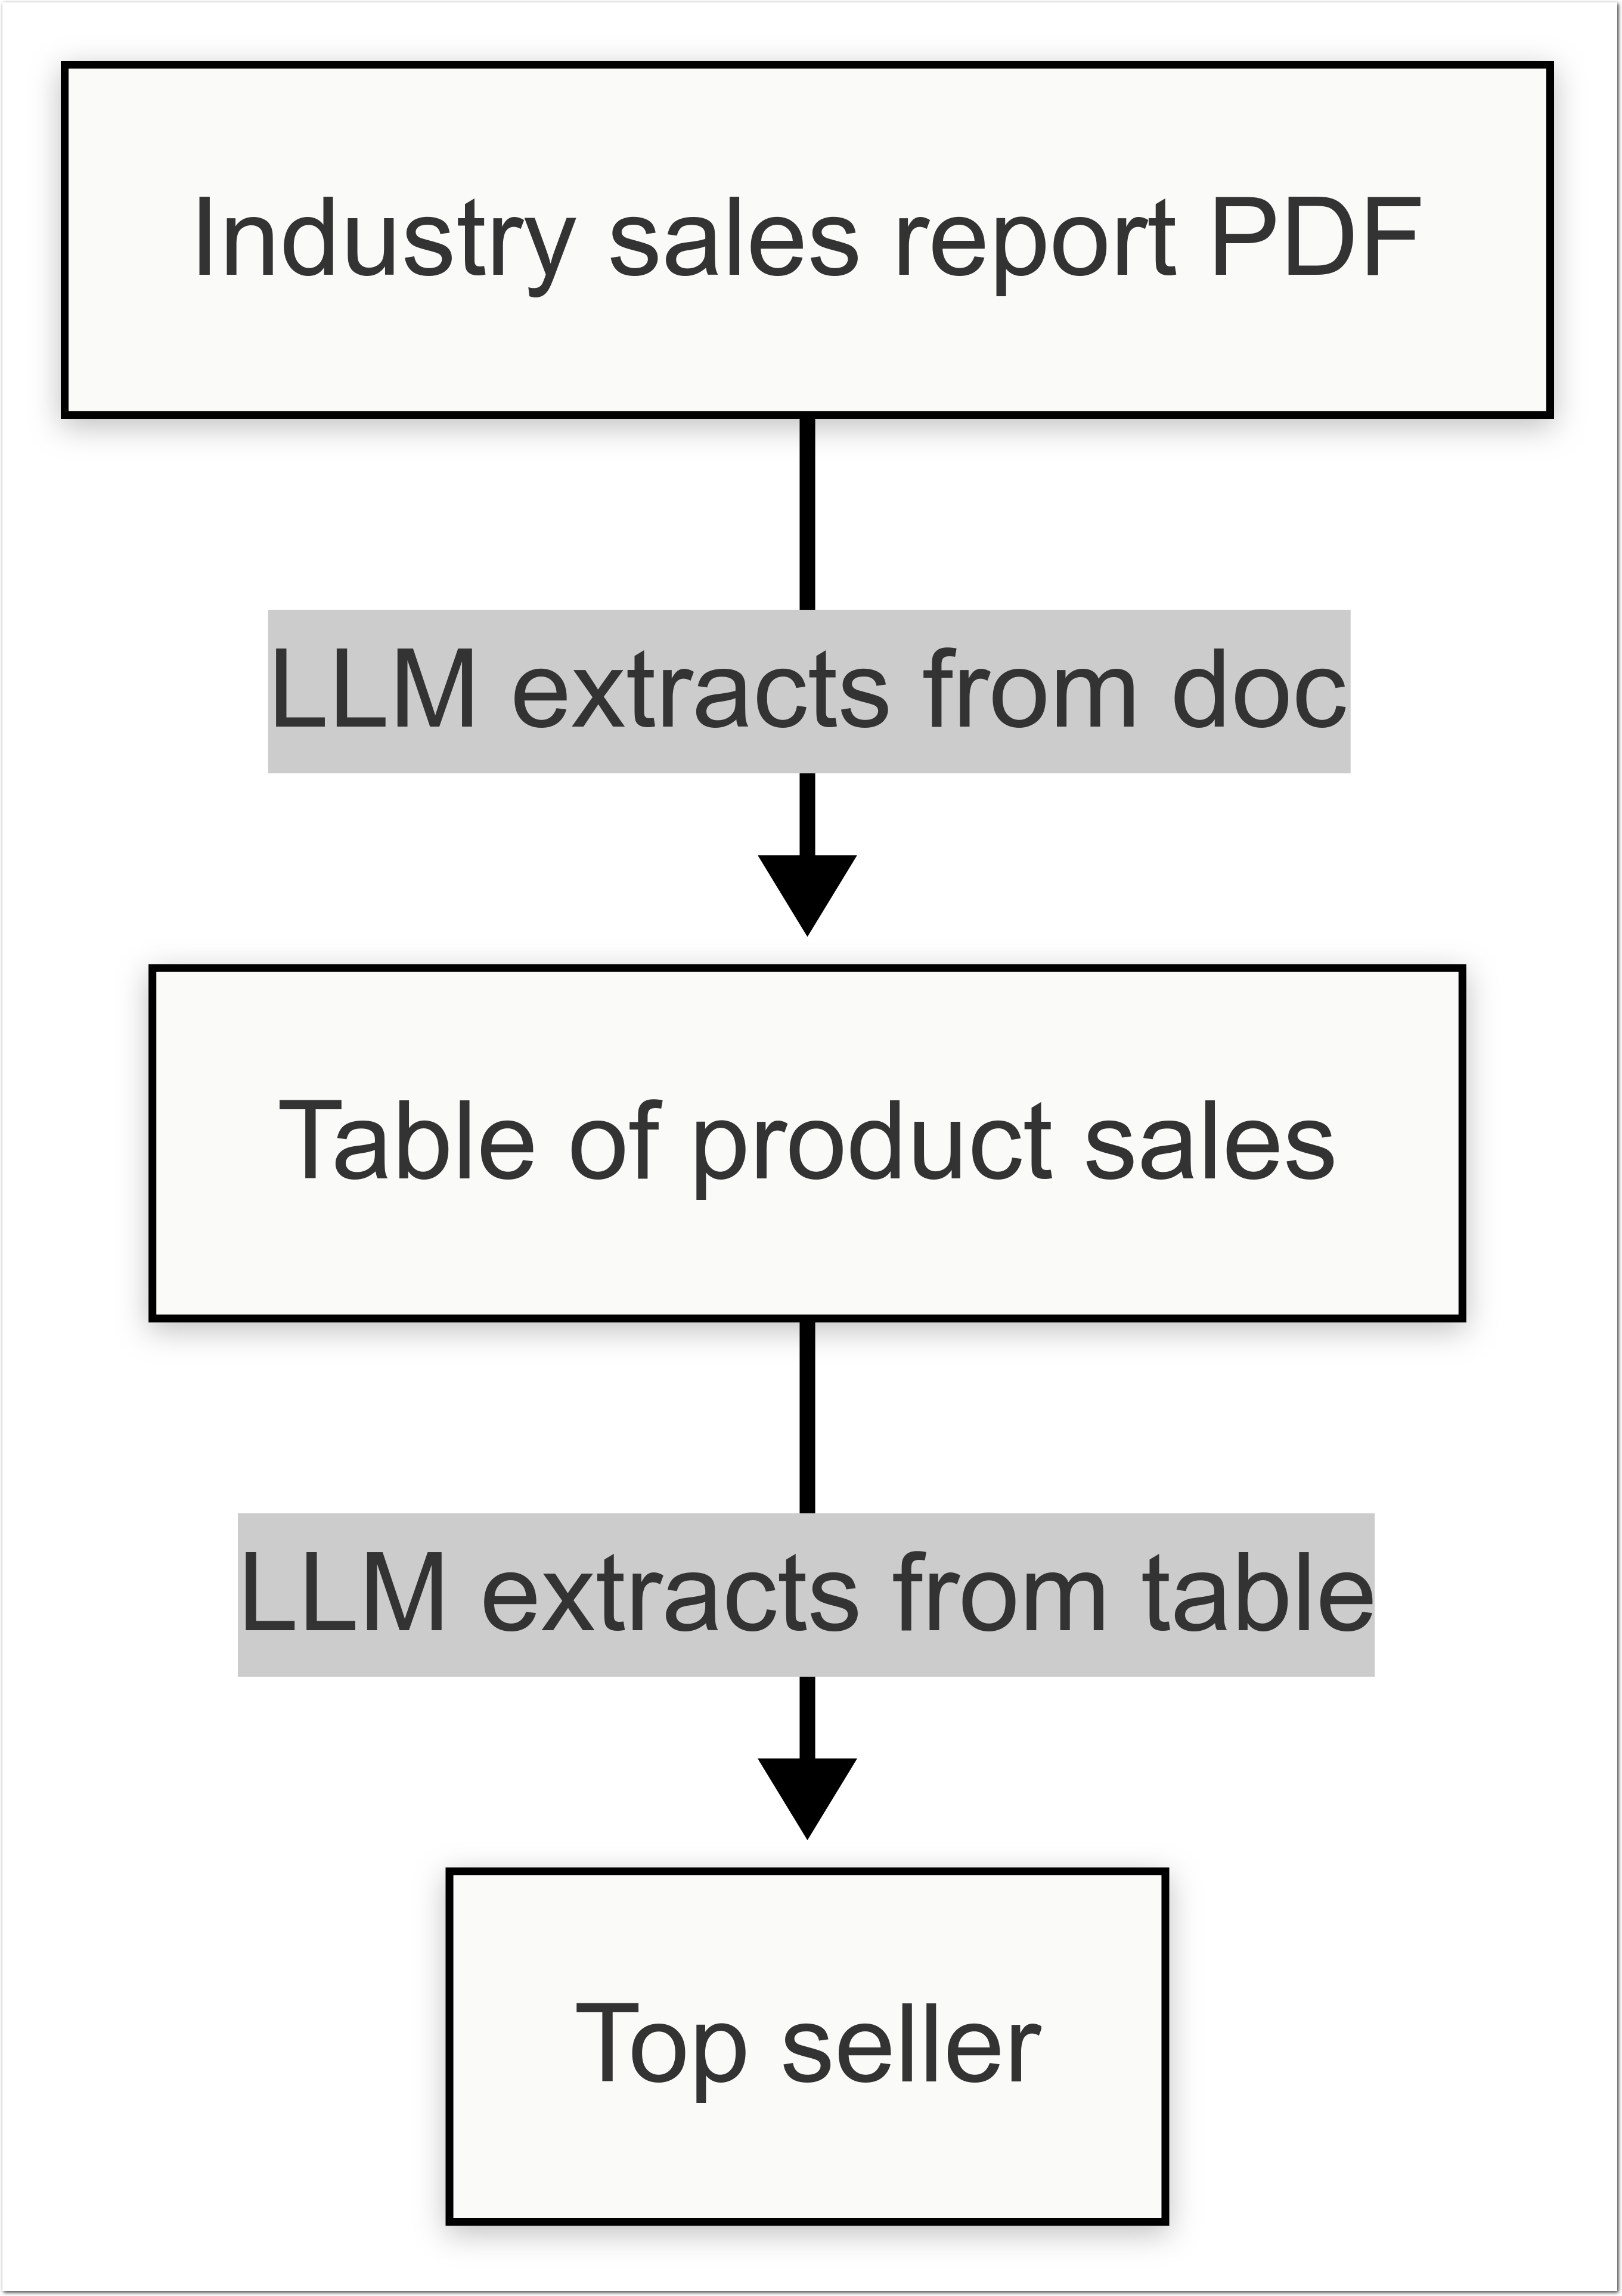 Industry sales report PDF
LLM extracts from doc
Table of product sales
LLM extracts from table
Top seller